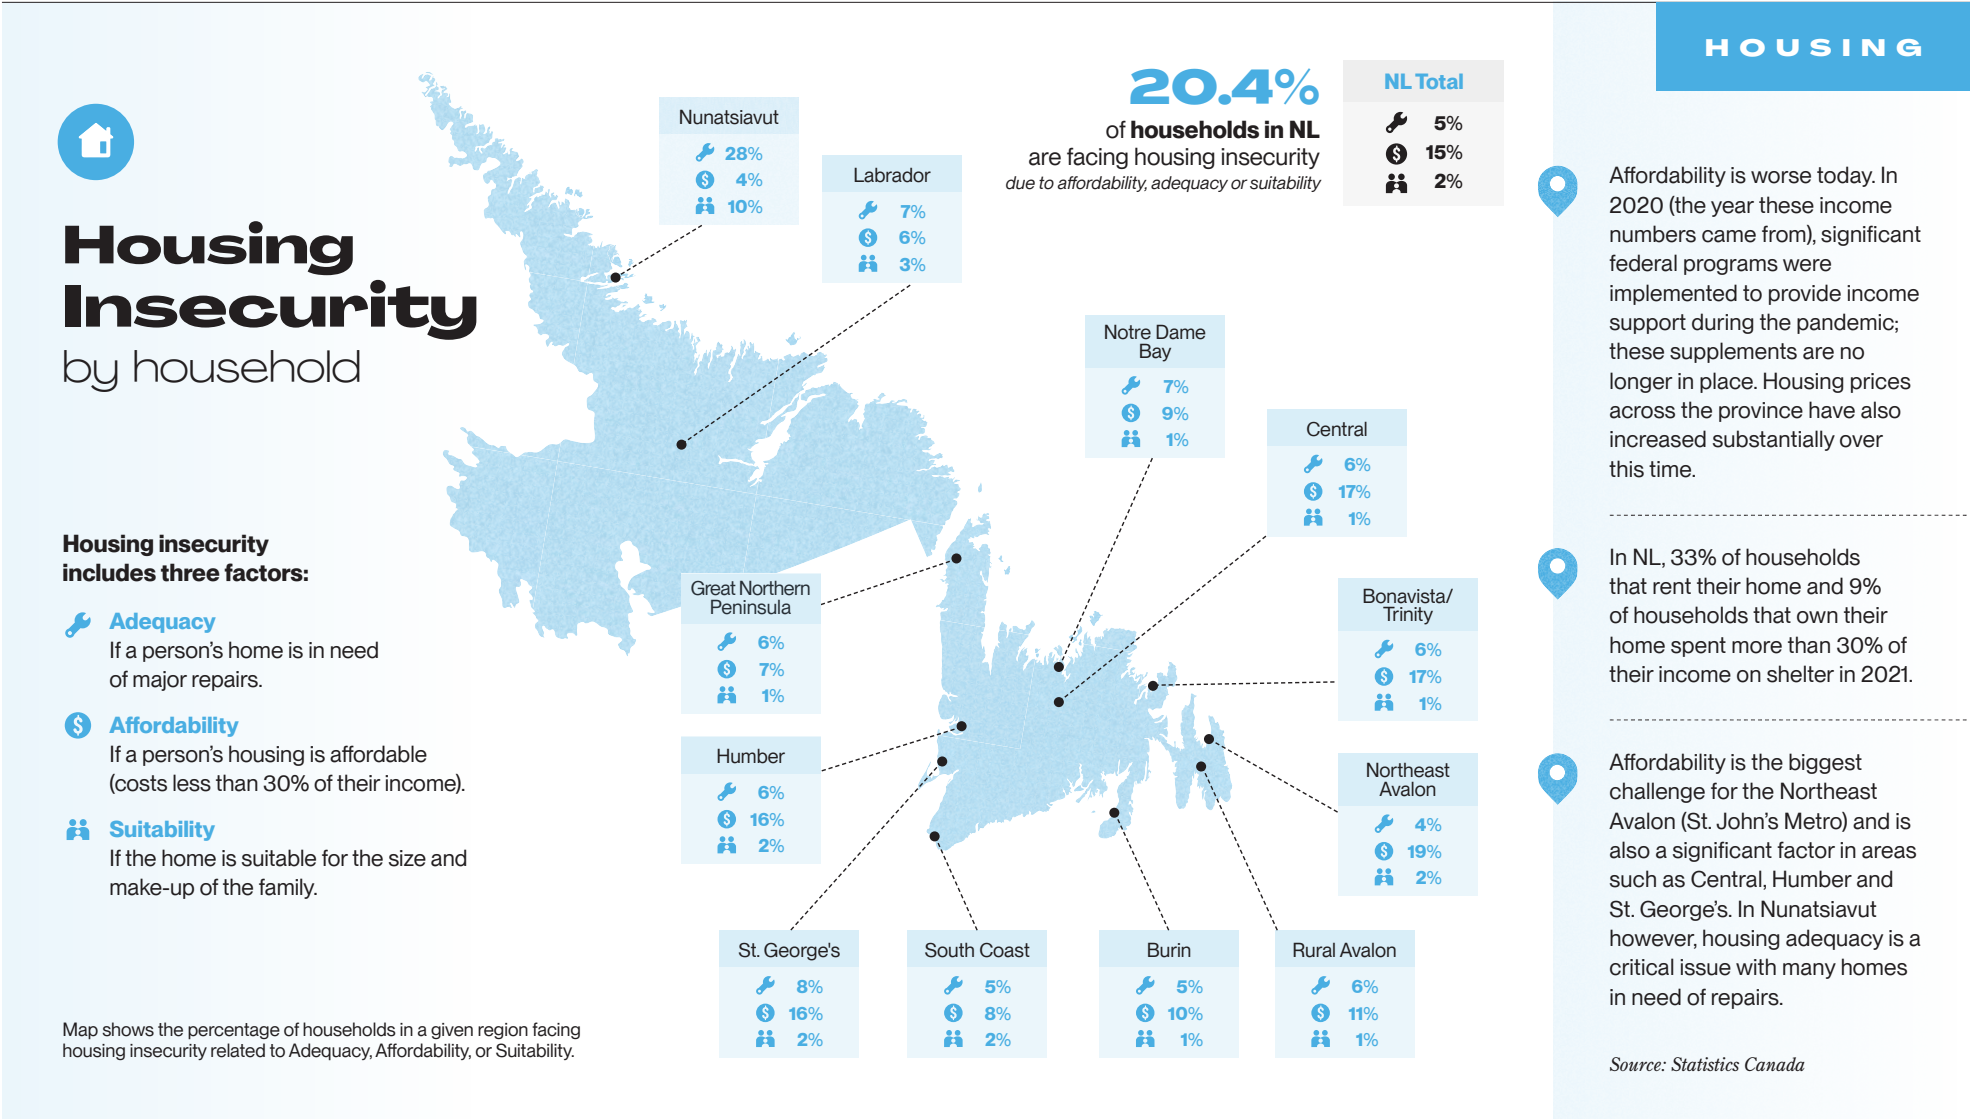 HOUSING
Housing
Insecurity
by household
Housing insecurity
includes three factors:
Adequacy
If a person's home is in need
of major repairs.
Affordability
If a person's housing is affordable
(costs less than 30% of their income).
Suitability
If the home is suitable for the size and
make-up of the family.
Map shows the percentage of households in a given region facing
housing insecurity related to Adequacy, Affordability, or Suitability.
20.4%
of households in NL
are facing housing insecurity
due to affordability, adequacy or suitability
NL Total
5%
15%
2%
Nunatsiavut
28%
4%
10%
Labrador
7%
6%
3%
Notre Dame
Bay
7%
9%
1%
Central
6%
17%
1%
Great Northern
Peninsula
6%
7%
1%
Bonavista/
Trinity
6%
17%
1%
Humber
6%
16%
2%
Northeast
Avalon
4%
19%
2%
St. George's
8%
16%
2%
South Coast
5%
8%
2%
Burin
5%
10%
1%
Rural Avalon
6%
11%
1%
Affordability is worse today. In
2020 (the year these income
numbers came from), significant
federal programs were
implemented to provide income
support during the pandemic;
these supplements are no
longer in place. Housing prices
across the province have also
increased substantially over
this time.
In NL, 33% of households
that rent their home and 9%
of households that own their
home spent more than 30% of
their income on shelter in 2021.
Affordability is the biggest
challenge for the Northeast
Avalon (St. John's Metro) and is
also a significant factor in areas
such as Central, Humber and
St. George's. In Nunatsiavut
however, housing adequacy is a
critical issue with many homes
in need of repairs.
Source: Statistics Canada